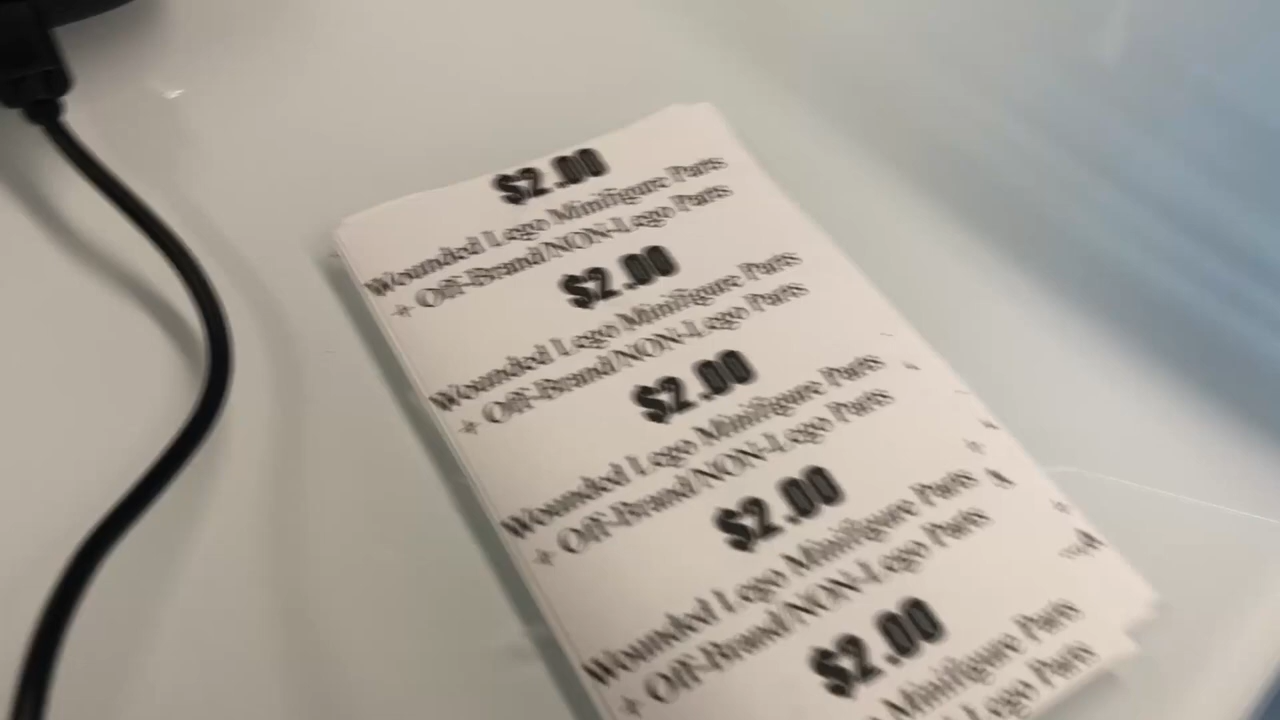 $2.00
Wounded Lego Minifigure Parts
+ Off-Brand/NON-Lego Parts
$2.00
Wounded Lego Minifigure Parts
+ Off-Brand/NON-Lego Parts
$2.00
Wounded Lego Minifigure Parts
+ Off-Brand/NON-Lego Parts
$2.00
Wounded Lego Minifigure Parts
+ Off-Brand/NON-Lego Parts
$2.00
Minifigure Parts
Lego Parts